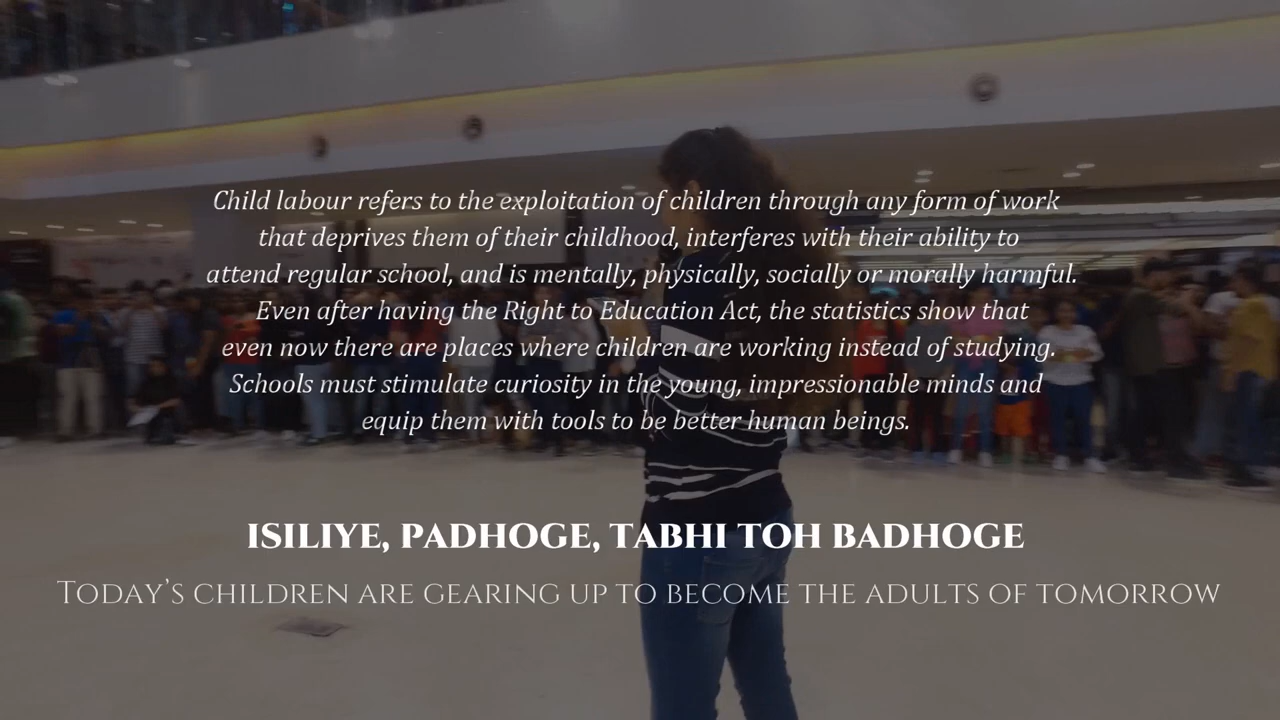 Child labour refers to the exploitation of children through any form of work
that deprives them of their childhood, interferes with their ability to
attend regular school, and is mentally, physically, socially or morally harmful.
Even after having the Right to Education Act, the statistics show that
even now there are places where children are working instead of studying.
Schools must stimulate curiosity in the young, impressionable minds and
equip them with tools to be better human beings.
ISILIYE, PADHOGE, TABHI TOH BADHOGE
TODAY'S CHILDREN ARE GEARING UP TO BECOME THE ADULTS OF TOMORROW